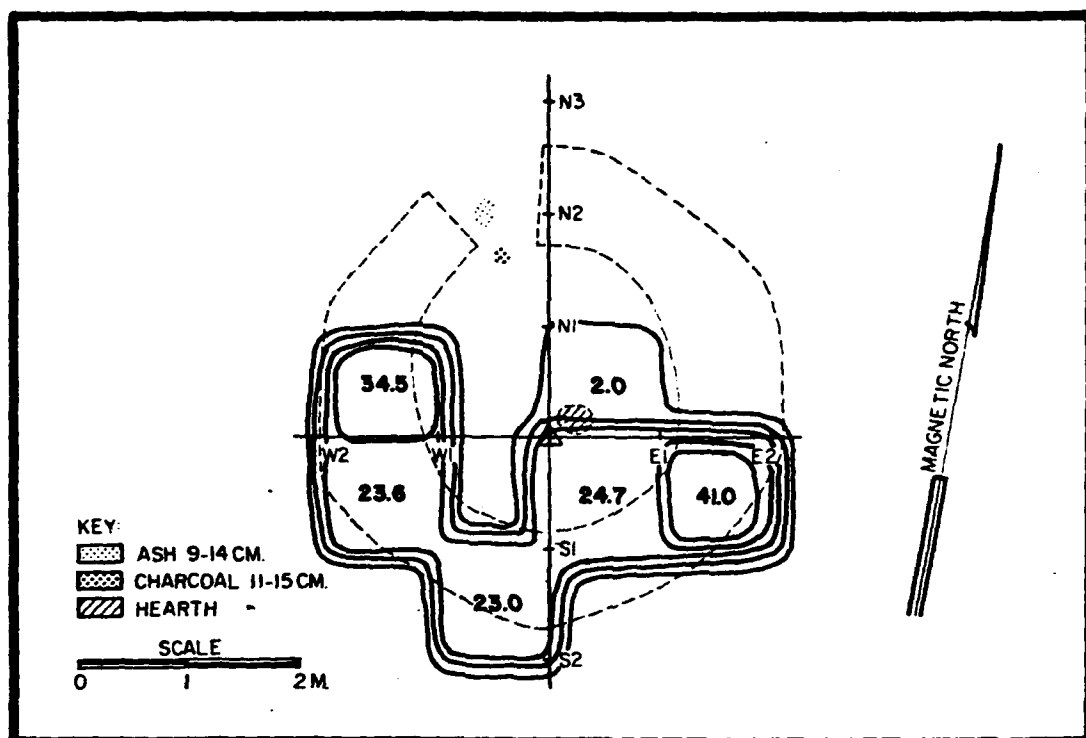 N3
N2
N1
34.5
2.0
W2
W1
E
E2
23.6
24.7
41.0
S1
23.0
S2
MAGNETIC NORTH
KEY:
ASH 9-14 CM.
CHARCOAL 11-15 CM.
HEARTH
SCALE
0 1 2 M.